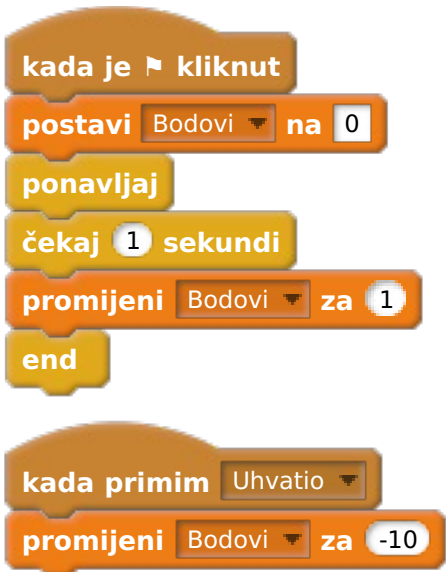 kada je ⚑ kliknut
postavi Bodovi na 0
ponavljaj
čekaj 1 sekundi
promijeni Bodovi za 1
end
kada primim Uhvatio
promijeni Bodovi za -10